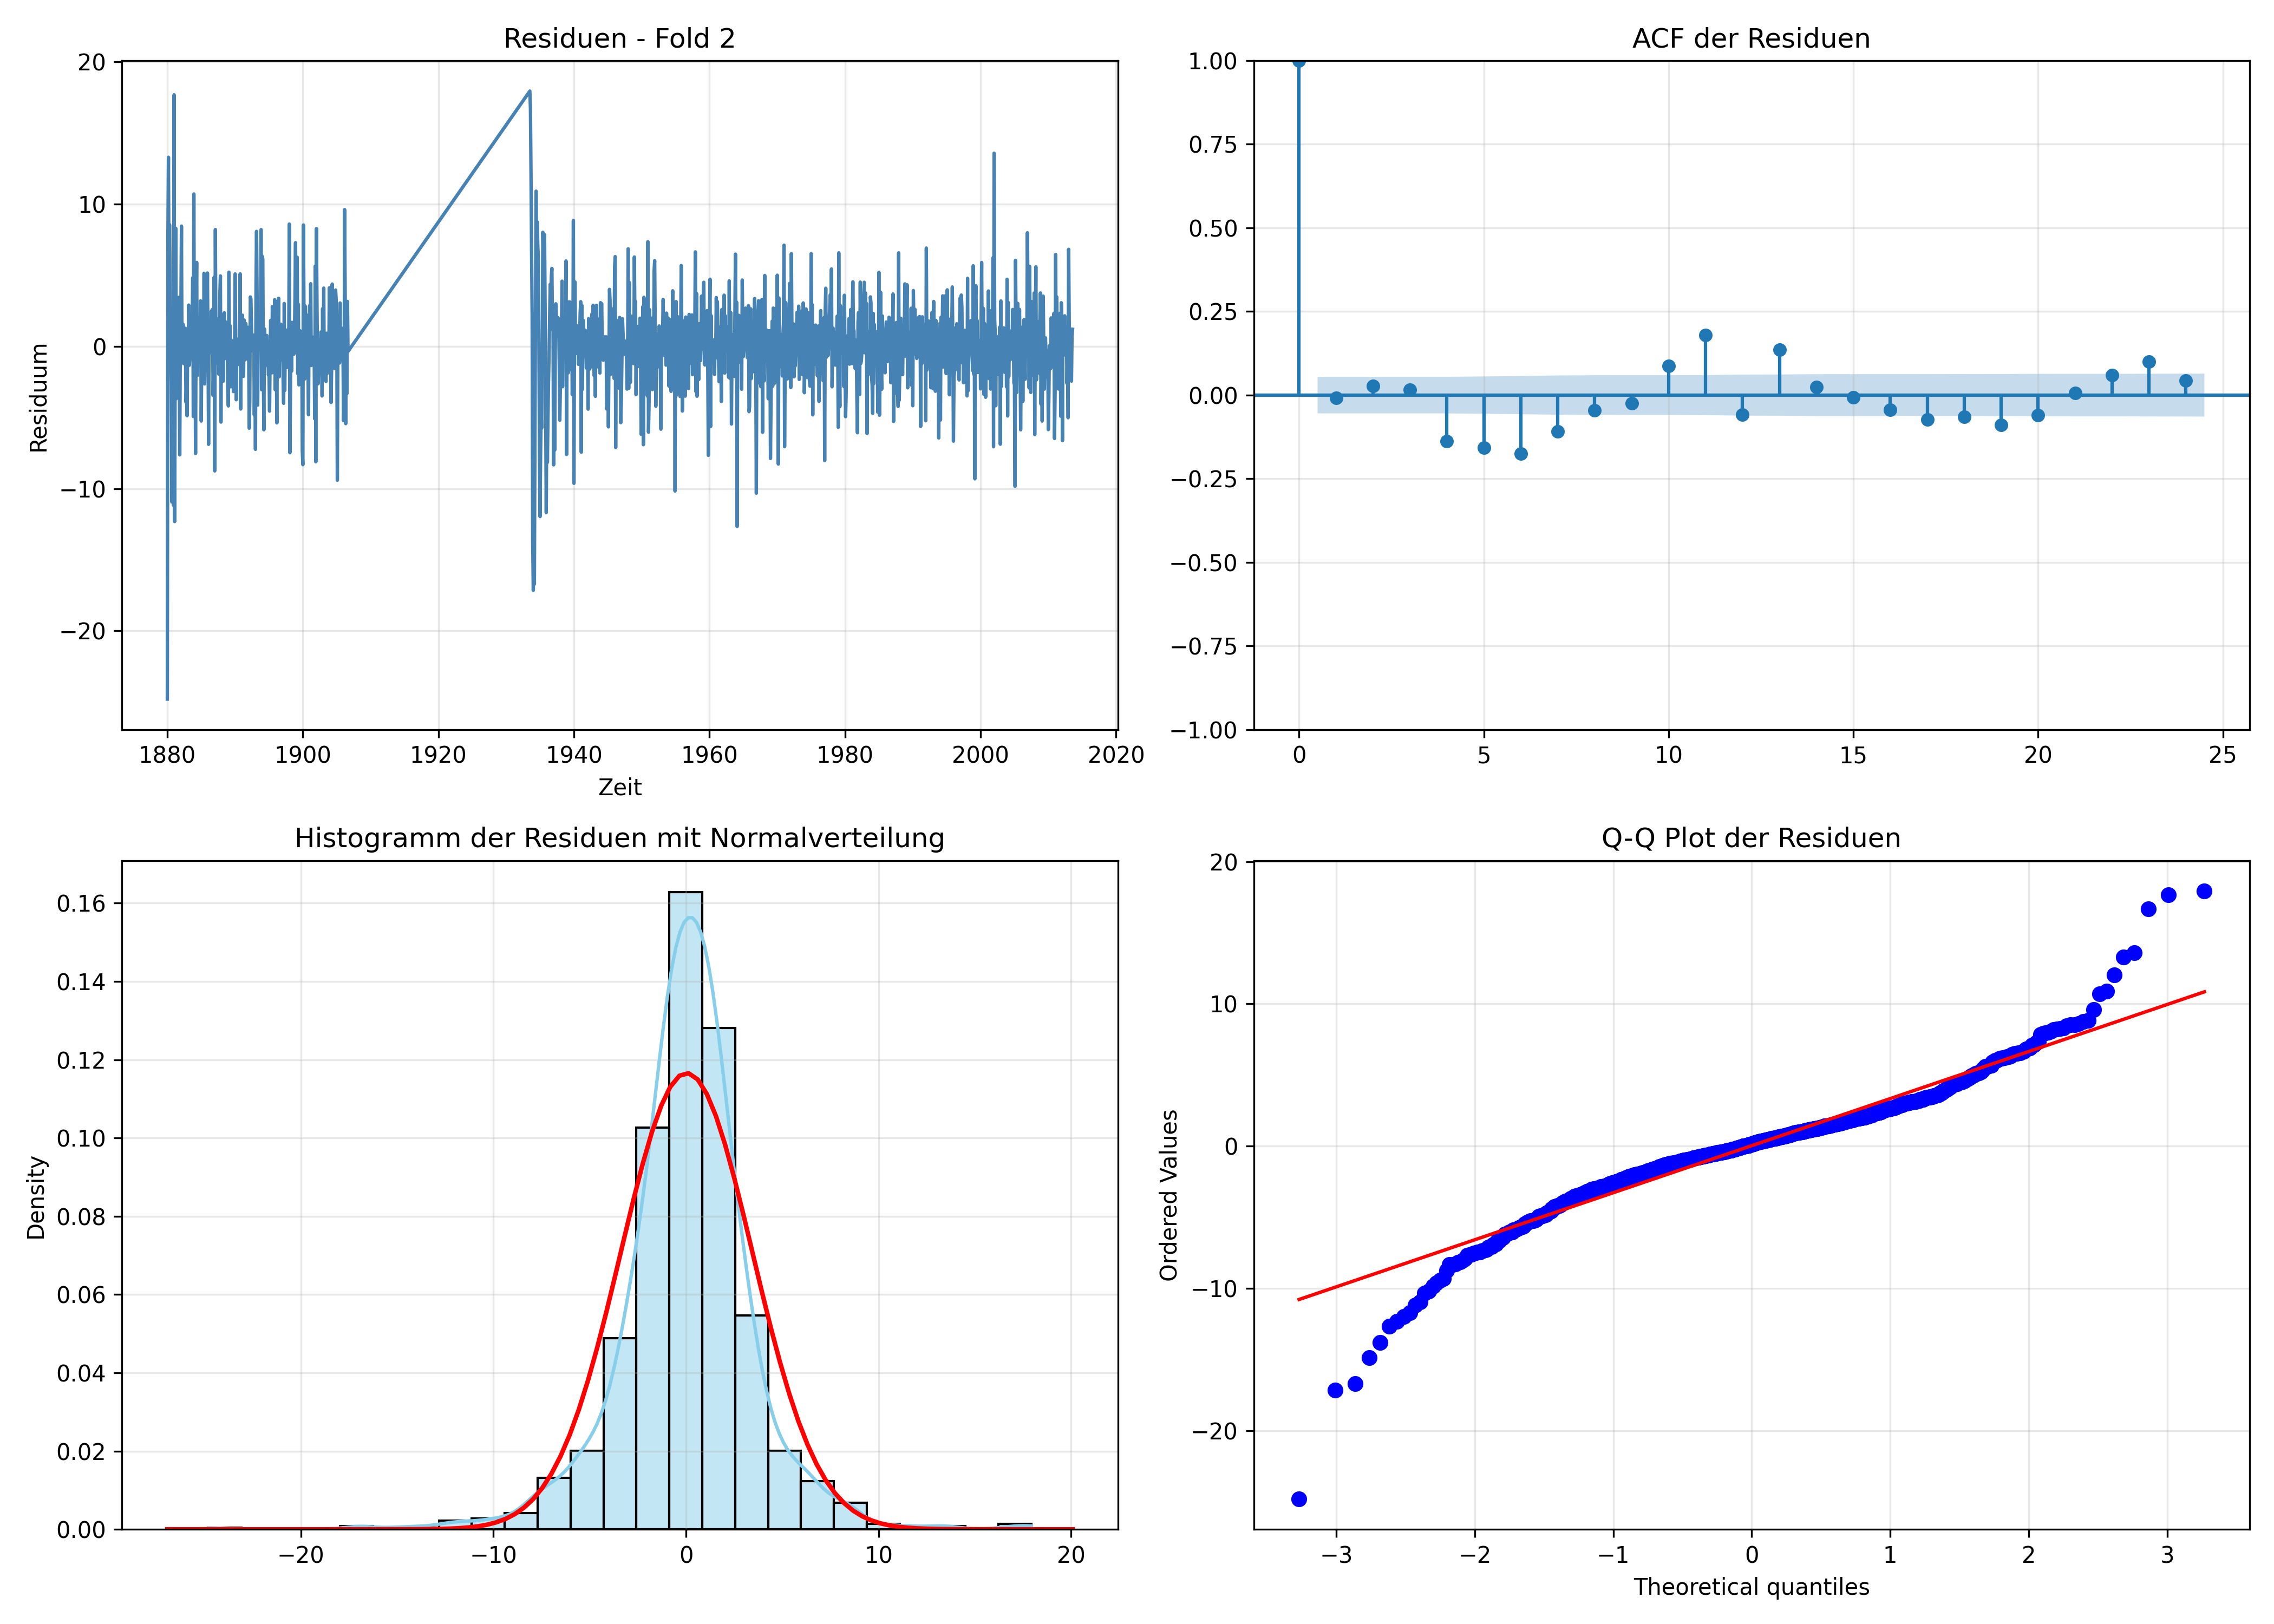 Residuen - Fold 2
20
10
0
−10
−20
Residuum
1880 1900 1920 1940 1960 1980 2000 2020
Zeit
ACF der Residuen
1.00
0.75
0.50
0.25
0.00
−0.25
−0.50
−0.75
−1.00
0 5 10 15 20 25
Histogramm der Residuen mit Normalverteilung
0.16
0.14
0.12
0.10
0.08
0.06
0.04
0.02
0.00
Density
−20 −10 0 10 20
Q-Q Plot der Residuen
20
10
0
−10
−20
Ordered Values
−3 −2 −1 0 1 2 3
Theoretical quantiles